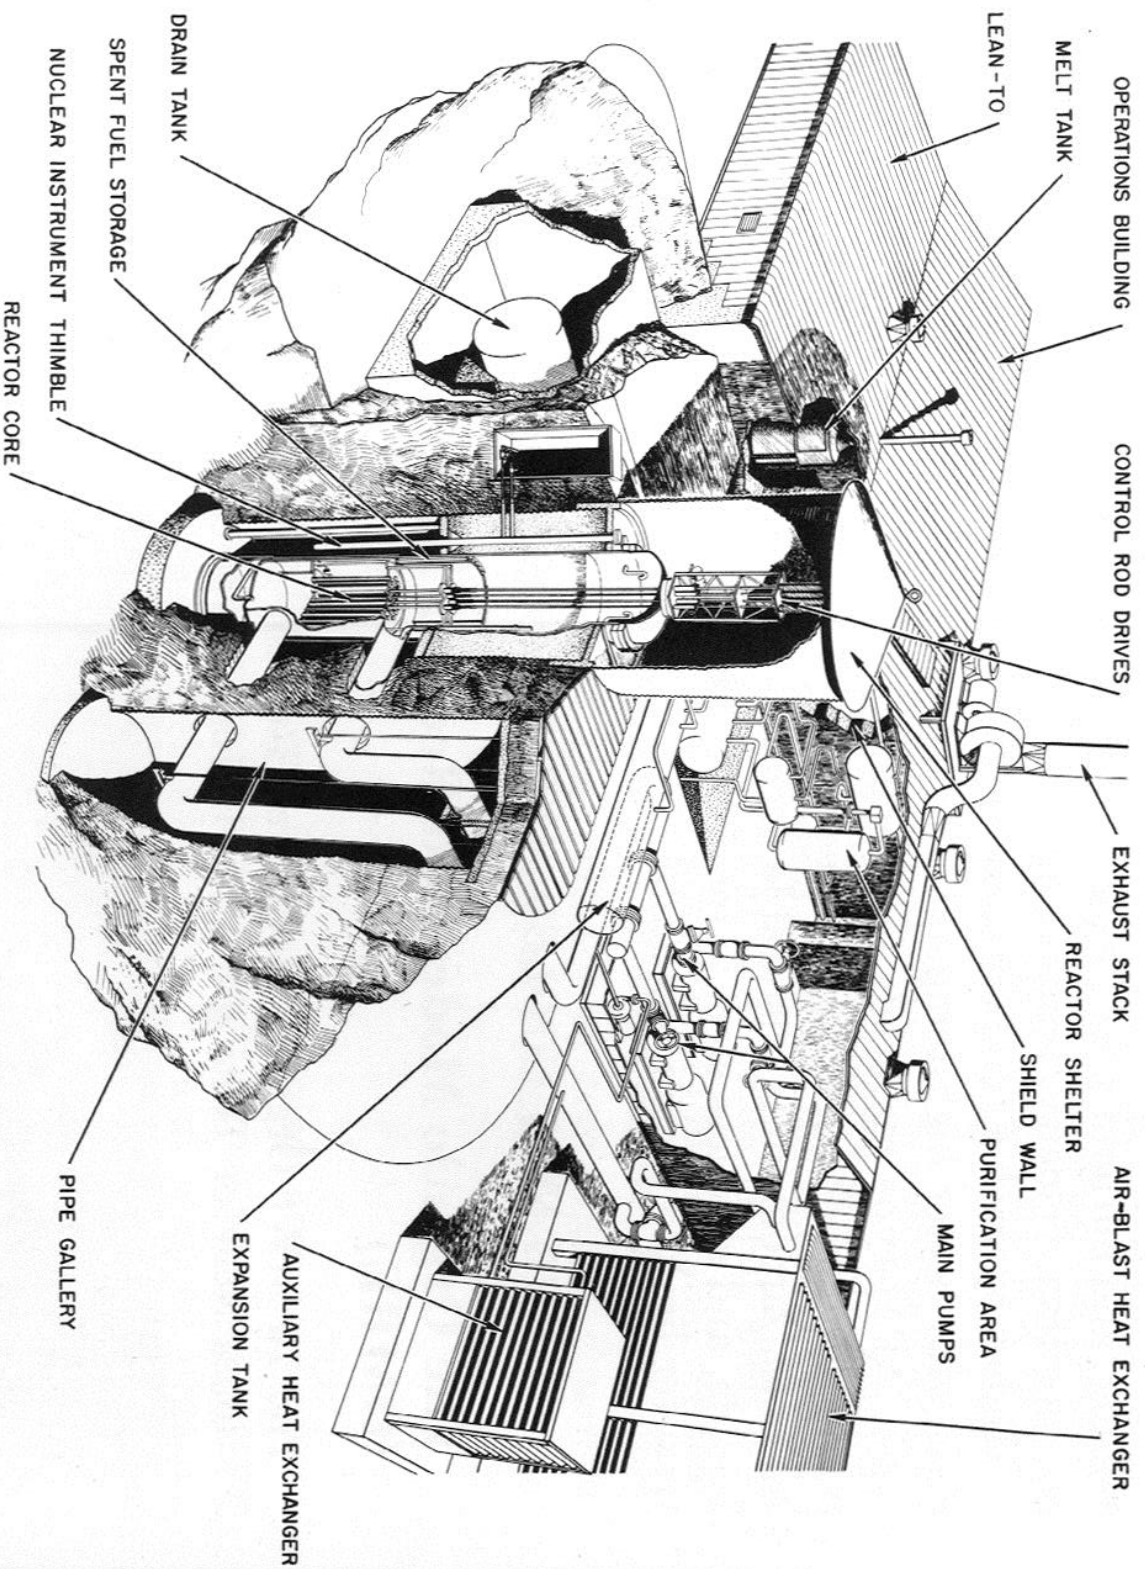 OPERATIONS BUILDING
CONTROL ROD DRIVES
EXHAUST STACK
AIR-BLAST HEAT EXCHANGER
MELT TANK
REACTOR SHELTER
LEAN-TO
SHIELD WALL
PURIFICATION AREA
MAIN PUMPS
DRAIN TANK
SPENT FUEL STORAGE
NUCLEAR INSTRUMENT THIMBLE
REACTOR CORE
AUXILIARY HEAT EXCHANGER
EXPANSION TANK
PIPE GALLERY